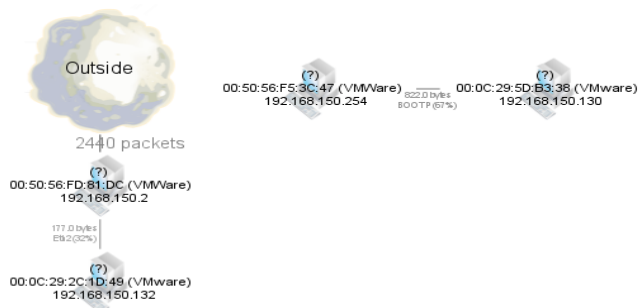 Outside
2440 packets
(?)
00:50:56:FD:81:DC (VMWare)
192.168.150.2
177.0 bytes
Eth2 (32%)
(?)
00:0C:29:2C:1D:49 (VMware)
192.168.150.132
(?)
00:50:56:F5:3C:47 (VMWare)
192.168.150.254
822.0 bytes
BOOTP (67%)
(?)
00:0C:29:5D:B3:38 (VMware)
192.168.150.130